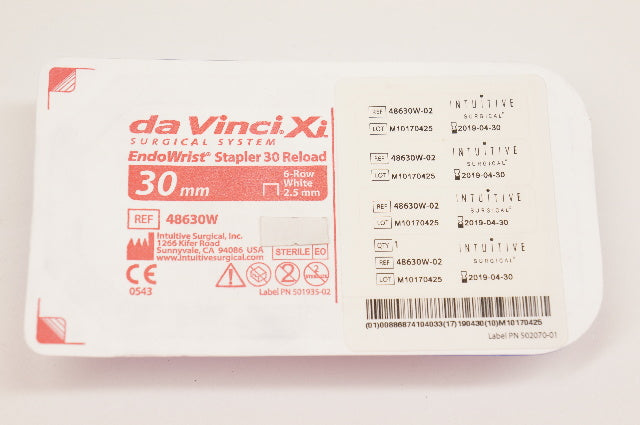 da Vinci Xi
SURGICAL SYSTEM
EndoWrist® Stapler 30 Reload
30 mm
6-Row
White
2.5 mm
REF 48630W
Intuitive Surgical, Inc.
1266 Kifer Road
Sunnyvale, CA 94086 USA
www.intuitivesurgical.com
STERILE EO
CE
0543
2
Label PN 501935-02
REF 48630W-02
LOT M10170425
INTUITIVE
SURGICAL®
2019-04-30
REF 48630W-02
LOT M10170425
INTUITIVE
SURGICAL®
2019-04-30
REF 48630W-02
LOT M10170425
INTUITIVE
SURGICAL®
2019-04-30
QTY 1
REF 48630W-02
LOT M10170425
INTUITIVE
SURGICAL®
2019-04-30
(01)00886874104033(17)190430(10)M10170425
Label PN 502070-01